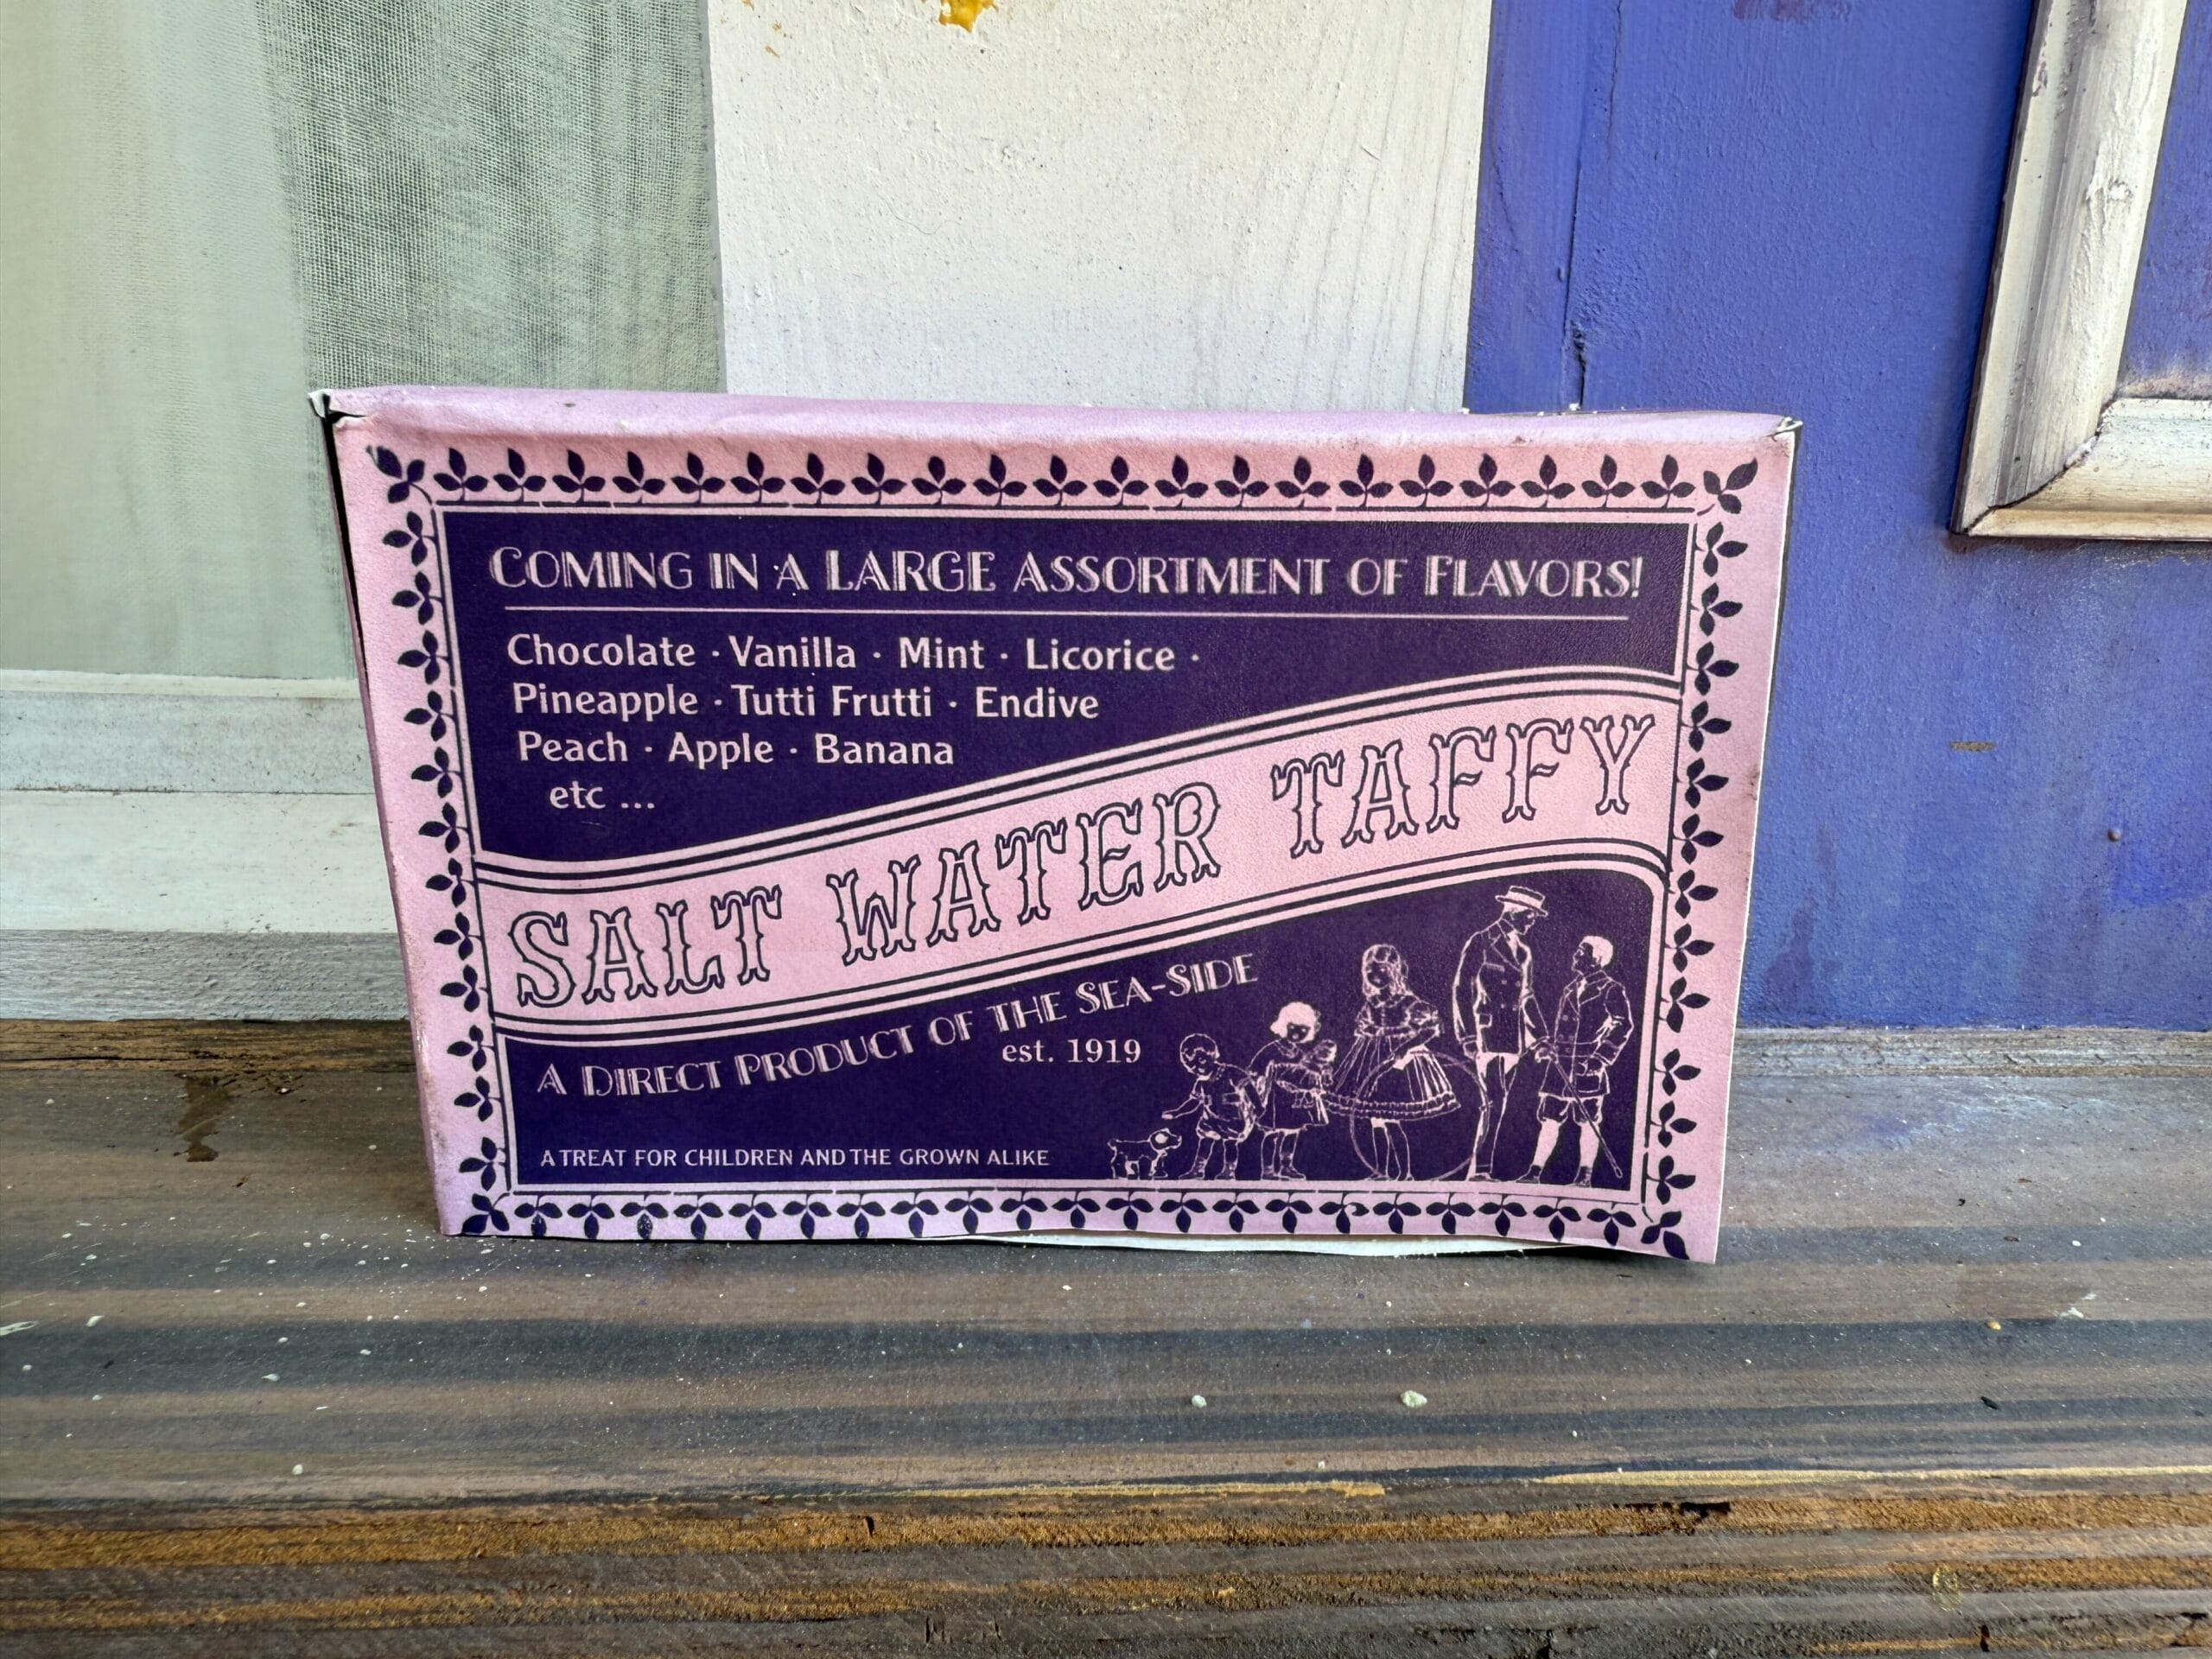 COMING IN A LARGE ASSORTMENT OF FLAVORS!
Chocolate · Vanilla · Mint · Licorice ·
Pineapple · Tutti Frutti · Endive
Peach · Apple · Banana
etc ...
SALT WATER TAFFY
A DIRECT PRODUCT OF THE SEA-SIDE
est. 1919
A TREAT FOR CHILDREN AND THE GROWN ALIKE